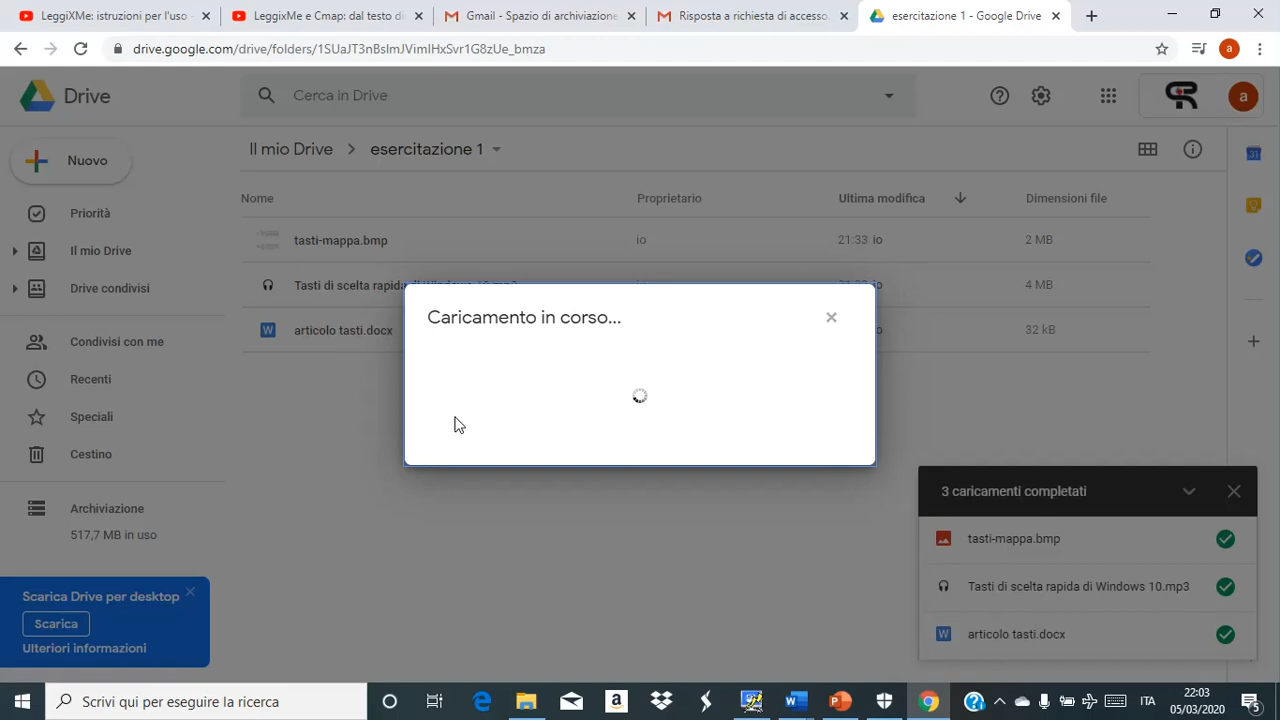 LeggiXMe: istruzioni per l'uso -
LeggixMe e Cmap: dal testo di
Gmail - Spazio di archiviazione
Risposta a richiesta di accesso.
esercitazione 1 - Google Drive
drive.google.com/drive/folders/1SUaJT3nBsImJVimIHxSvr1G8zUe_bmza
a
Drive
Cerca in Drive
a
Nuovo
Il mio Drive
esercitazione 1
31
Nome
Proprietario
Ultima modifica
Dimensioni file
Priorità
tasti-mappa.bmp
io
21:33 io
2 MB
Il mio Drive
Tasti di scelta rapida
4 MB
Drive condivisi
articolo tasti.docx
32 kB
Caricamento in corso...
Condivisi con me
Recenti
Speciali
Cestino
Archiviazione
517,7 MB in uso
3 caricamenti completati
tasti-mappa.bmp
Tasti di scelta rapida di Windows 10.mp3
articolo tasti.docx
Scarica Drive per desktop
Scarica
Ulteriori informazioni
Scrivi qui per eseguire la ricerca
ITA
22:03
05/03/2020
5